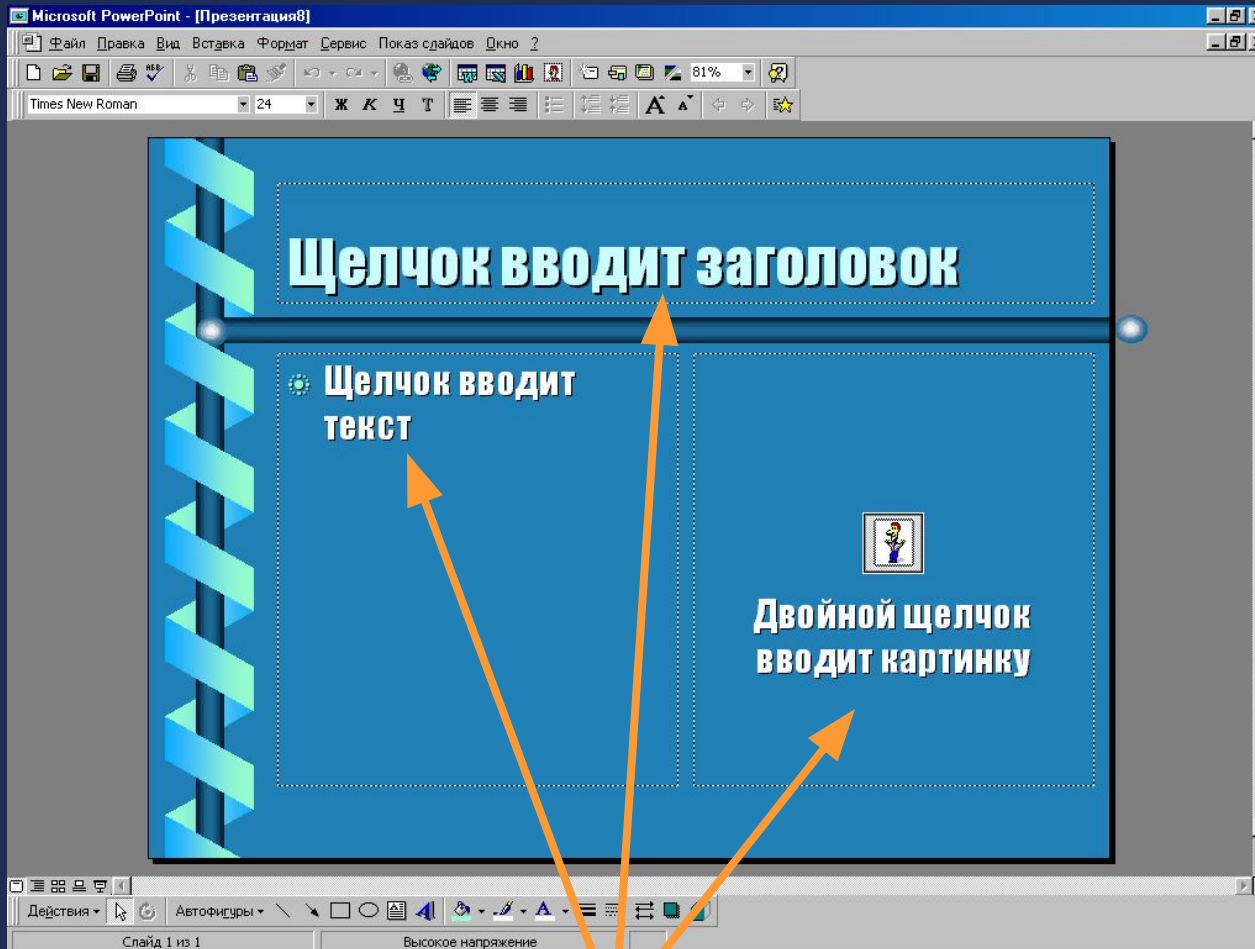 Microsoft PowerPoint - [Презентация8]
Файл Правка Вид Вставка Формат Сервис Показ слайдов Окно ?
81%
Times New Roman 24 Ж К Ч Т
Щелчок вводит заголовок
Щелчок вводит
текст
Двойной щелчок
вводит картинку
Действия Автофигуры
Слайд 1 из 1 Высокое напряжение